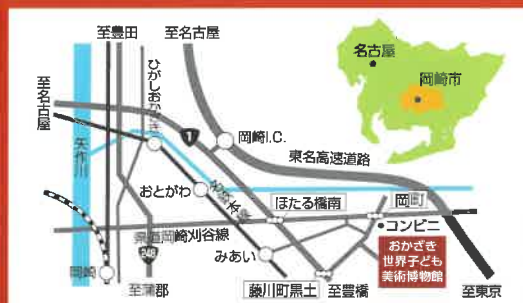 至豊田
至名古屋
至名古屋
ひがしおかざき
名古屋
岡崎市
1
岡崎I.C.
東名高速道路
矢作川
おとがわ
名鉄本線
岡町
ほたる橋南
コンビニ
県道岡崎刈谷線
おかざき
世界子ども
美術博物館
248
みあい
岡崎
至蒲郡
藤川町黒土
至豊橋
至東京